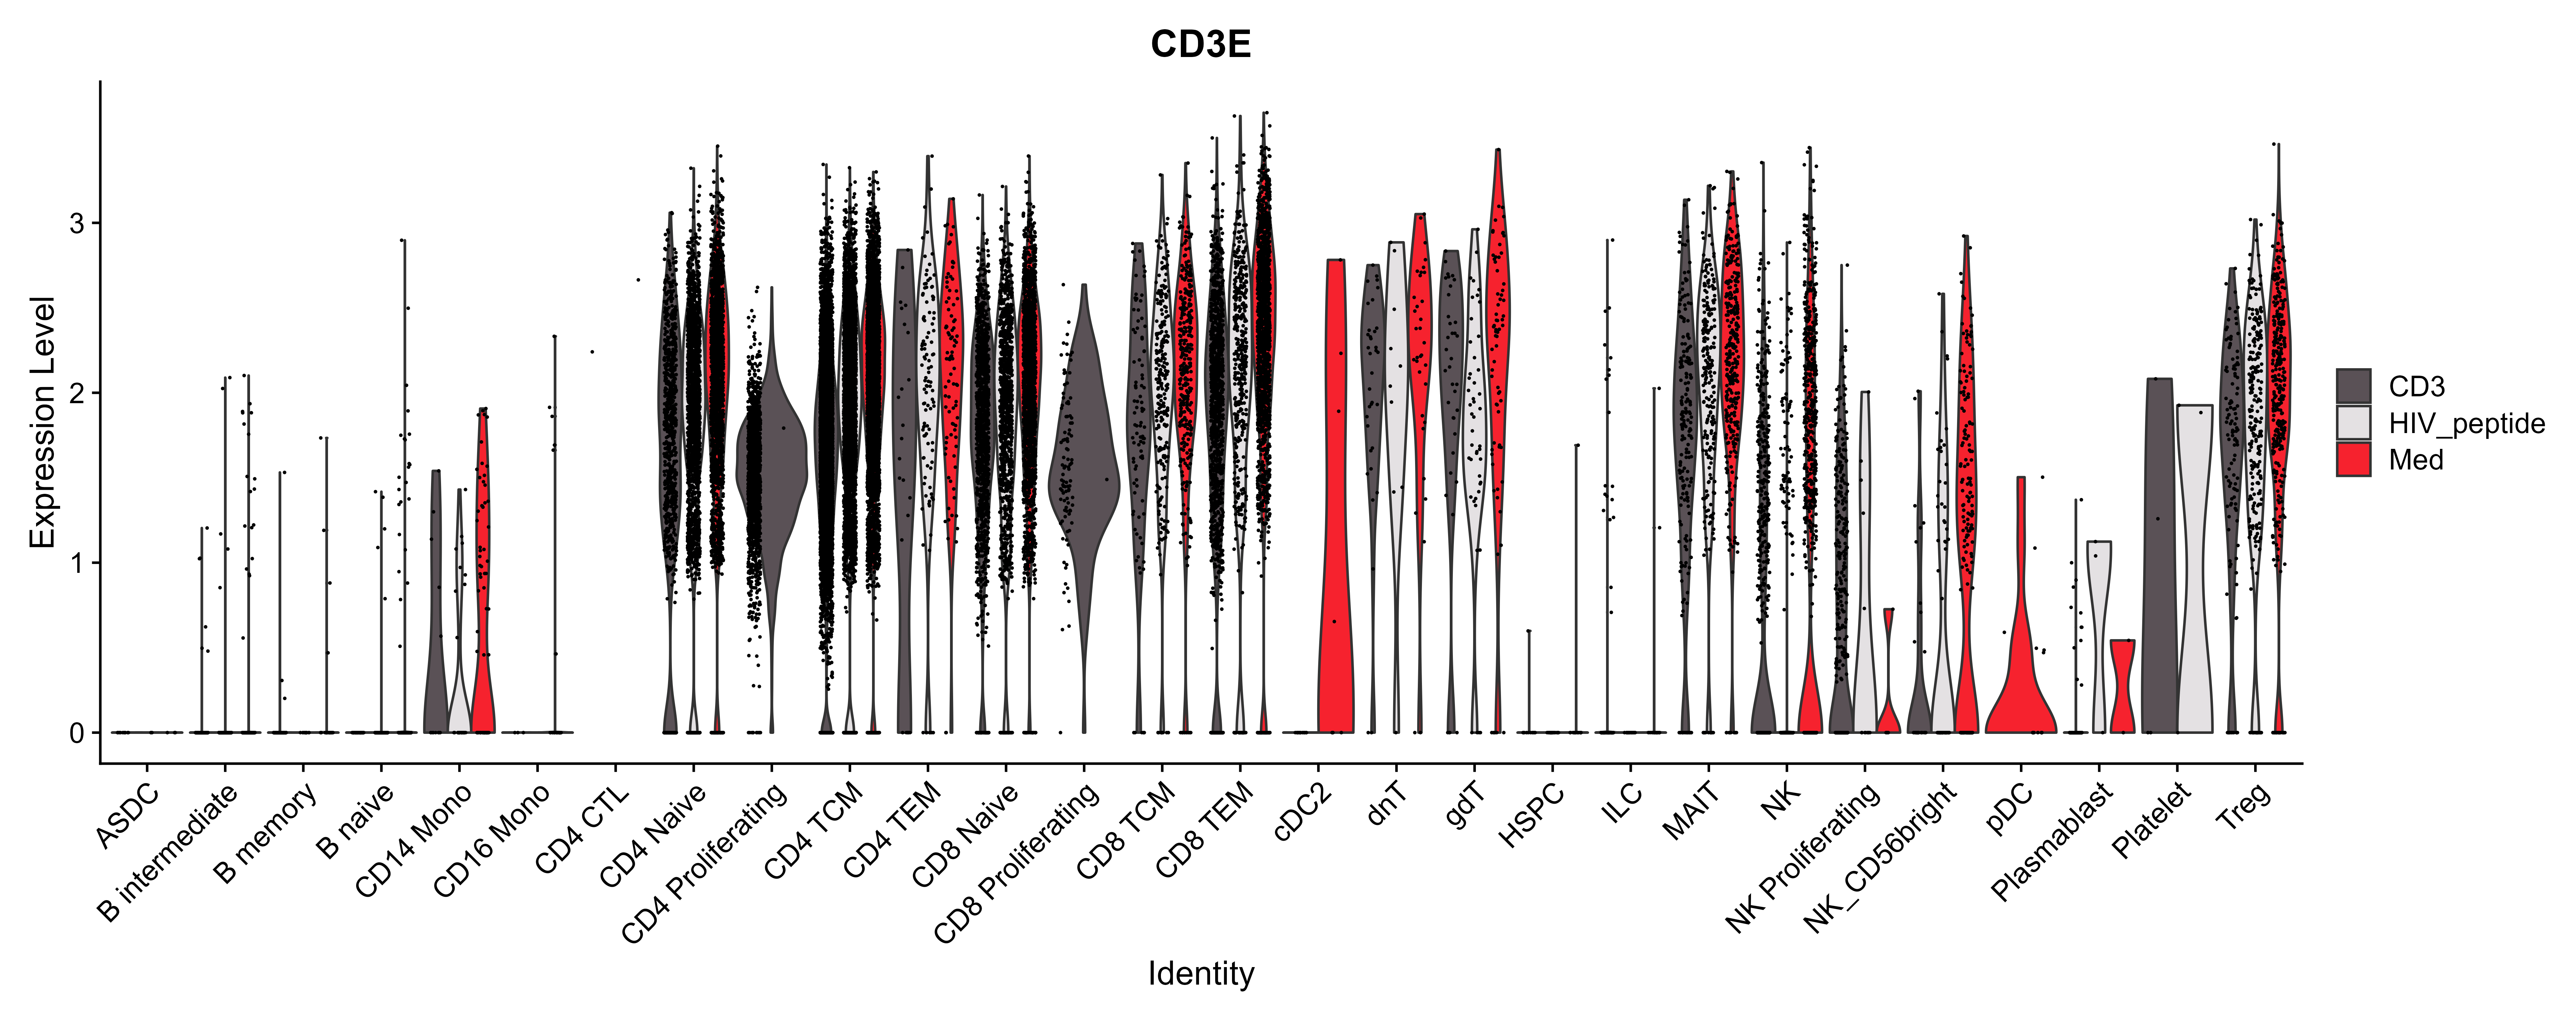 CD3E
Expression Level
3
2
1
0
ASDC
B intermediate
B memory
B naive
CD14 Mono
CD16 Mono
CD4 CTL
CD4 Naive
CD4 Proliferating
CD4 TCM
CD4 TEM
CD8 Naive
CD8 Proliferating
CD8 TCM
CD8 TEM
cDC2
dnT
gdT
HSPC
ILC
MAIT
NK
NK Proliferating
NK_CD56bright
pDC
Plasmablast
Platelet
Treg
Identity
CD3
HIV_peptide
Med